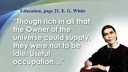 Education, page 21. E. G. White
"Though rich in all that
the Owner of the
universe could supply,
they were not to be
idle. Useful
occupation..."